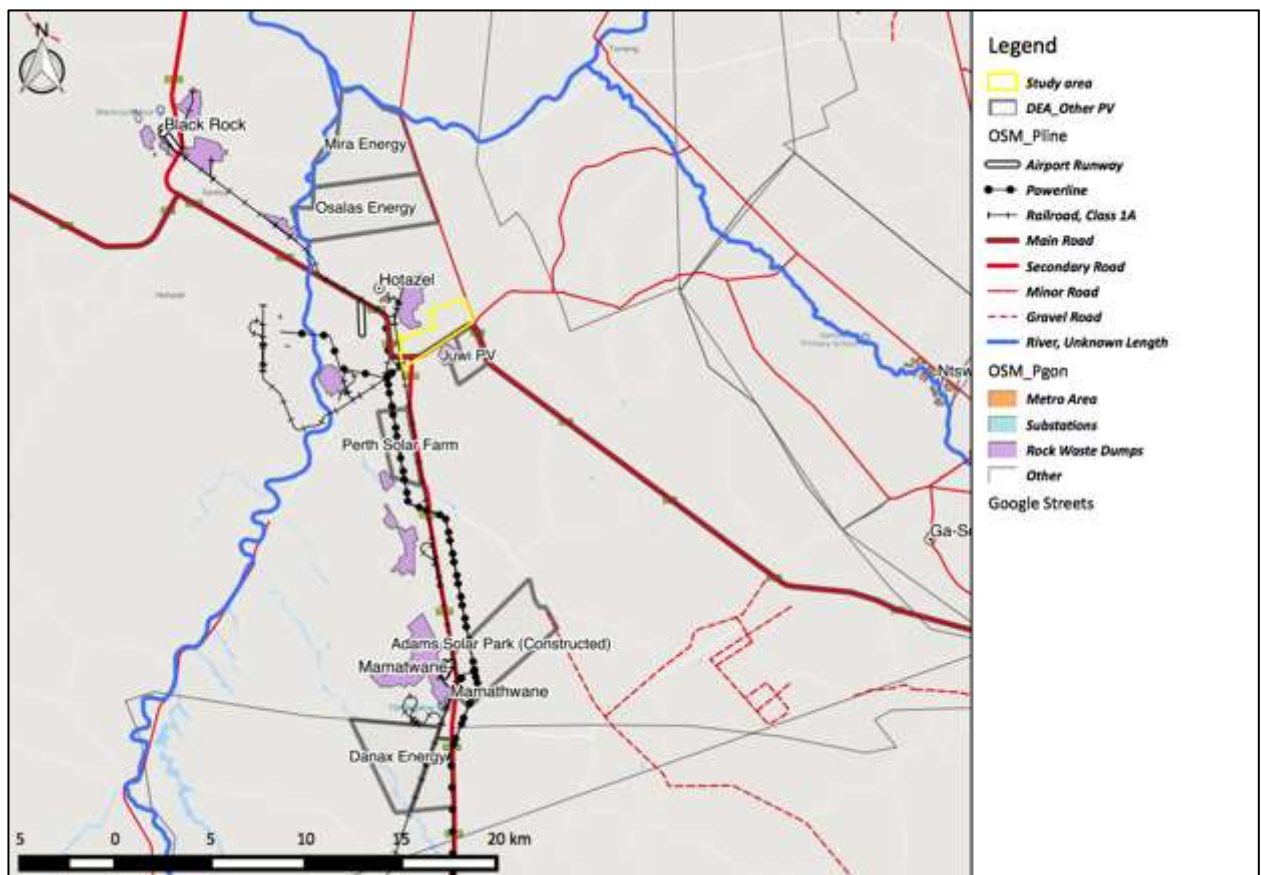 N
Black Rock
Mira Energy
Osalas Energy
Hotazel
Hotazel
Juwi PV
Perth Solar Farm
Ntsw
Ga-Se
Adams Solar Park (Constructed)
Mamatwane
Mamathwane
Danax Energy
5 0 5 10 15 20 km
Legend
Study area
DEA_Other PV
OSM_Pline
Airport Runway
Powerline
Railroad, Class 1A
Main Road
Secondary Road
Minor Road
Gravel Road
River, Unknown Length
OSM_Pgon
Metro Area
Substations
Rock Waste Dumps
Other
Google Streets